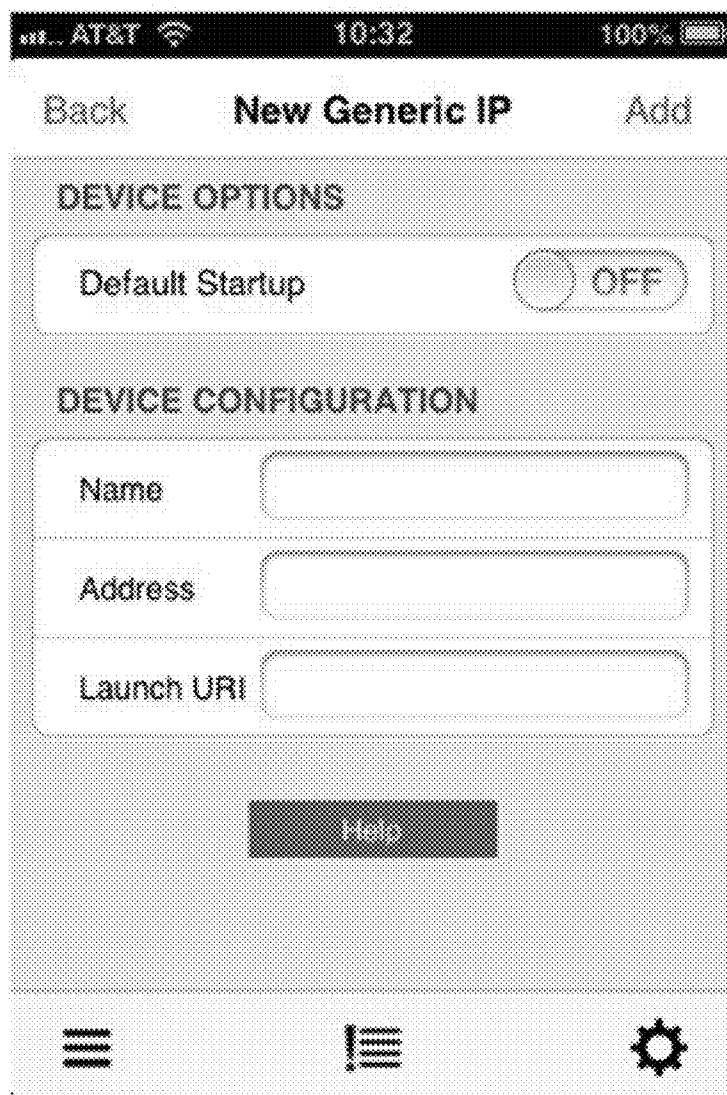 AT&T 10:32 100%
Back New Generic IP Add
DEVICE OPTIONS
Default Startup OFF
DEVICE CONFIGURATION
Name
Address
Launch URI
Help